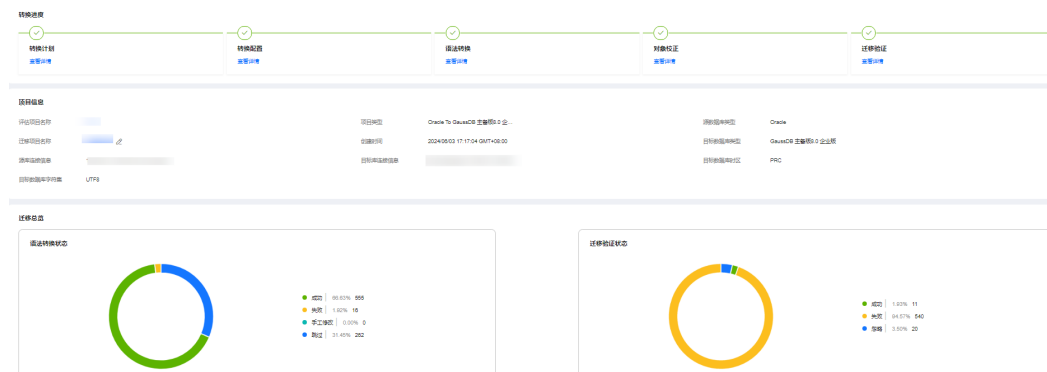 转换进度
转换计划
查看详情
转换配置
查看详情
语法转换
查看详情
对象校正
查看详情
迁移验证
查看详情
项目信息
评估项目名称
项目类型 Oracle To GaussDB 主备版8.0 企...
源数据库类型 Oracle
迁移项目名称
创建时间 2024/06/03 17:17:04 GMT+08:00
目标数据库类型 GaussDB 主备版8.0 企业版
源库连接信息
目标库连接信息
目标数据库时区 PRC
目标数据库字符集 UTF8
迁移总览
语法转换状态
成功 66.63% 555
失败 1.92% 16
手工修改 0.00% 0
跳过 31.45% 262
迁移验证状态
成功 1.93% 11
失败 94.57% 540
忽略 3.50% 20